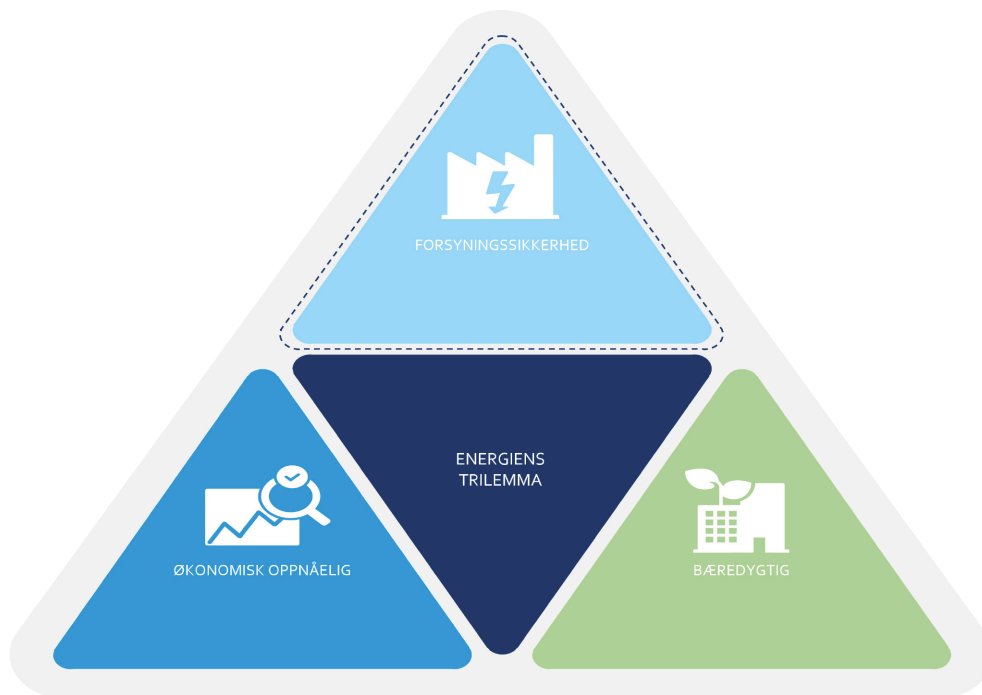 FORSYNINGSSIKKERHED
ENERGIENS
TRILEMMA
ØKONOMISK OPPNÅELIG
BÆREDYGTIG